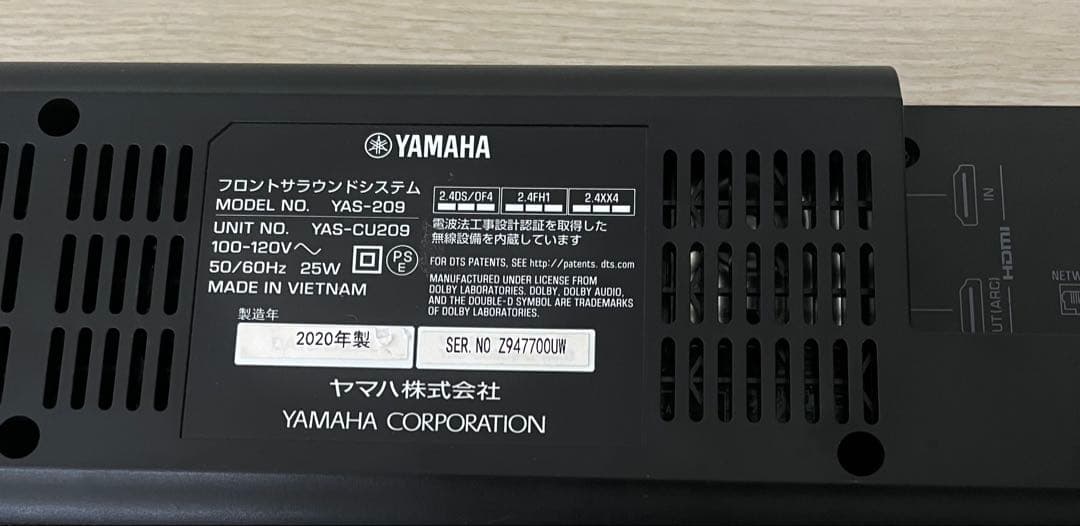 YAMAHA
フロントサラウンドシステム
MODEL NO. YAS-209
UNIT NO. YAS-CU209
100-120V〜
50/60Hz 25W
PS
E
MADE IN VIETNAM
2.4DS/OF4
2.4FH1
2.4XX4
電波法工事設計認証を取得した
無線設備を内蔵しています
FOR DTS PATENTS, SEE http://patents.dts.com
MANUFACTURED UNDER LICENSE FROM
DOLBY LABORATORIES. DOLBY, DOLBY AUDIO,
AND THE DOUBLE-D SYMBOL ARE TRADEMARKS
OF DOLBY LABORATORIES.
製造年
2020年製
SER. NO Z947700UW
ヤマハ株式会社
YAMAHA CORPORATION
IN
HDMI
UT(ARC)
NETW